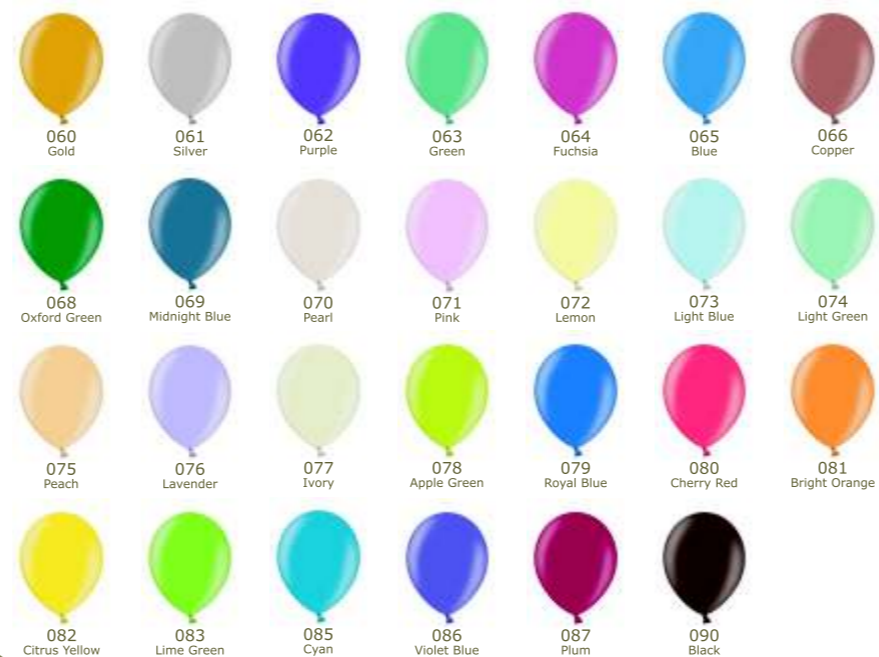 060 061 062 063 064 065 066
Gold Silver Purple Green Fuchsia Blue Copper
068 069 070 071 072 073 074
Oxford Green Midnight Blue Pearl Pink Lemon Light Blue Light Green
075 076 077 078 079 080 081
Peach Lavender Ivory Apple Green Royal Blue Cherry Red Bright Orange
082 083 085 086 087 090
Citrus Yellow Lime Green Cyan Violet Blue Plum Black